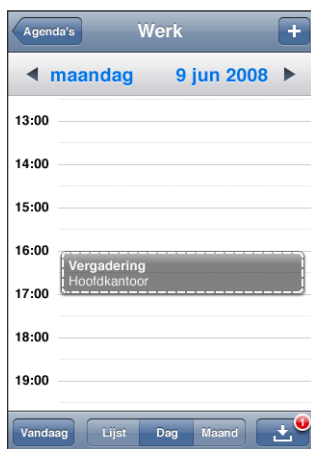 Agenda's Werk +
maandag 9 jun 2008
13:00
14:00
15:00
16:00
Vergadering
Hoofdkantoor
17:00
18:00
19:00
Vandaag Lijst Dag Maand 1